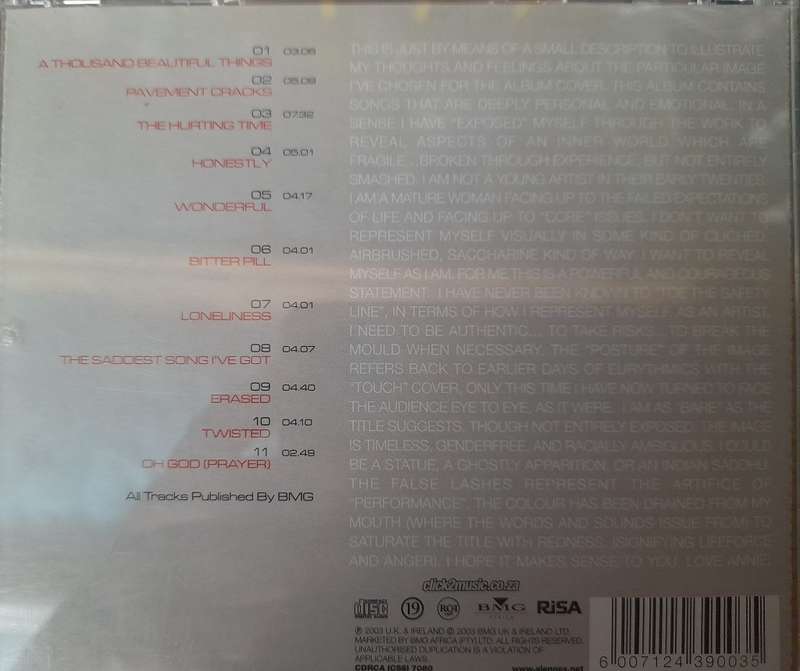 01 03.06
A THOUSAND BEAUTIFUL THINGS
02 05.09
PAVEMENT CRACKS
03 07.32
THE HURTING TIME
04 05.01
HONESTLY
05 04.17
WONDERFUL
06 04.01
BITTER PILL
07 04.01
LONELINESS
08 04.07
THE SADDEST SONG I'VE GOT
09 04.40
ERASED
10 04.10
TWISTED
11 02.49
OH GOD (PRAYER)
All Tracks Published By BMG
THIS IS JUST BY MEANS OF A SMALL DESCRIPTION TO ILLUSTRATE
MY THOUGHTS AND FEELINGS ABOUT THE PARTICULAR IMAGE
I'VE CHOSEN FOR THE ALBUM COVER. THIS ALBUM CONTAINS
SONGS THAT ARE DEEPLY PERSONAL AND EMOTIONAL. IN A
SENSE I HAVE "EXPOSED" MYSELF THROUGH THE WORK TO
REVEAL ASPECTS OF AN INNER WORLD WHICH ARE
FRAGILE... BROKEN THROUGH EXPERIENCE, BUT NOT ENTIRELY
SMASHED. I AM NOT A YOUNG ARTIST IN THEIR EARLY TWENTIES.
I AM A MATURE WOMAN FACING UP TO THE FAILED EXPECTATIONS
OF LIFE AND FACING UP TO "CORE" ISSUES. I DON'T WANT TO
REPRESENT MYSELF VISUALLY IN SOME KIND OF CLICHED,
AIRBRUSHED, SACCHARINE KIND OF WAY. I WANT TO REVEAL
MYSELF AS I AM. FOR ME THIS IS A POWERFUL AND COURAGEOUS
STATEMENT. I HAVE NEVER BEEN KNOWN TO "TOE THE SAFETY
LINE", IN TERMS OF HOW I REPRESENT MYSELF, AS AN ARTIST.
I NEED TO BE AUTHENTIC.... TO TAKE RISKS... TO BREAK THE
MOULD WHEN NECESSARY. THE "POSTURE" OF THE IMAGE
REFERS BACK TO EARLIER DAYS OF EURYTHMICS WITH THE
"TOUCH" COVER, ONLY THIS TIME I HAVE NOW TURNED TO FACE
THE AUDIENCE EYE TO EYE, AS IT WERE. I AM AS "BARE" AS THE
TITLE SUGGESTS, THOUGH NOT ENTIRELY EXPOSED. THE IMAGE
IS TIMELESS, GENDERFREE, AND RACIALLY AMBIGUOUS. I COULD
BE A STATUE, A GHOSTLY APPARITION, OR AN INDIAN SADDHU.
THE FALSE LASHES REPRESENT THE ARTIFICE OF
"PERFORMANCE". THE COLOUR HAS BEEN DRAINED FROM MY
MOUTH (WHERE THE WORDS AND SOUNDS ISSUE FROM) TO
SATURATE THE TITLE WITH REDNESS. (SIGNIFYING LIFEFORCE
AND ANGER). I HOPE IT MAKES SENSE TO YOU. LOVE ANNIE.
click2music.co.za
disc 19 RCA BMG AFRICA RiSA
℗ 2003 U.K. & IRELAND © 2003 BMG UK & IRELAND LTD.
MARKETED BY BMG AFRICA (PTY) LTD. ALL RIGHTS RESERVED.
UNAUTHORISED DUPLICATION IS A VIOLATION OF
APPLICABLE LAWS.
CDRCA (CSS) 7080
6 007124 390035